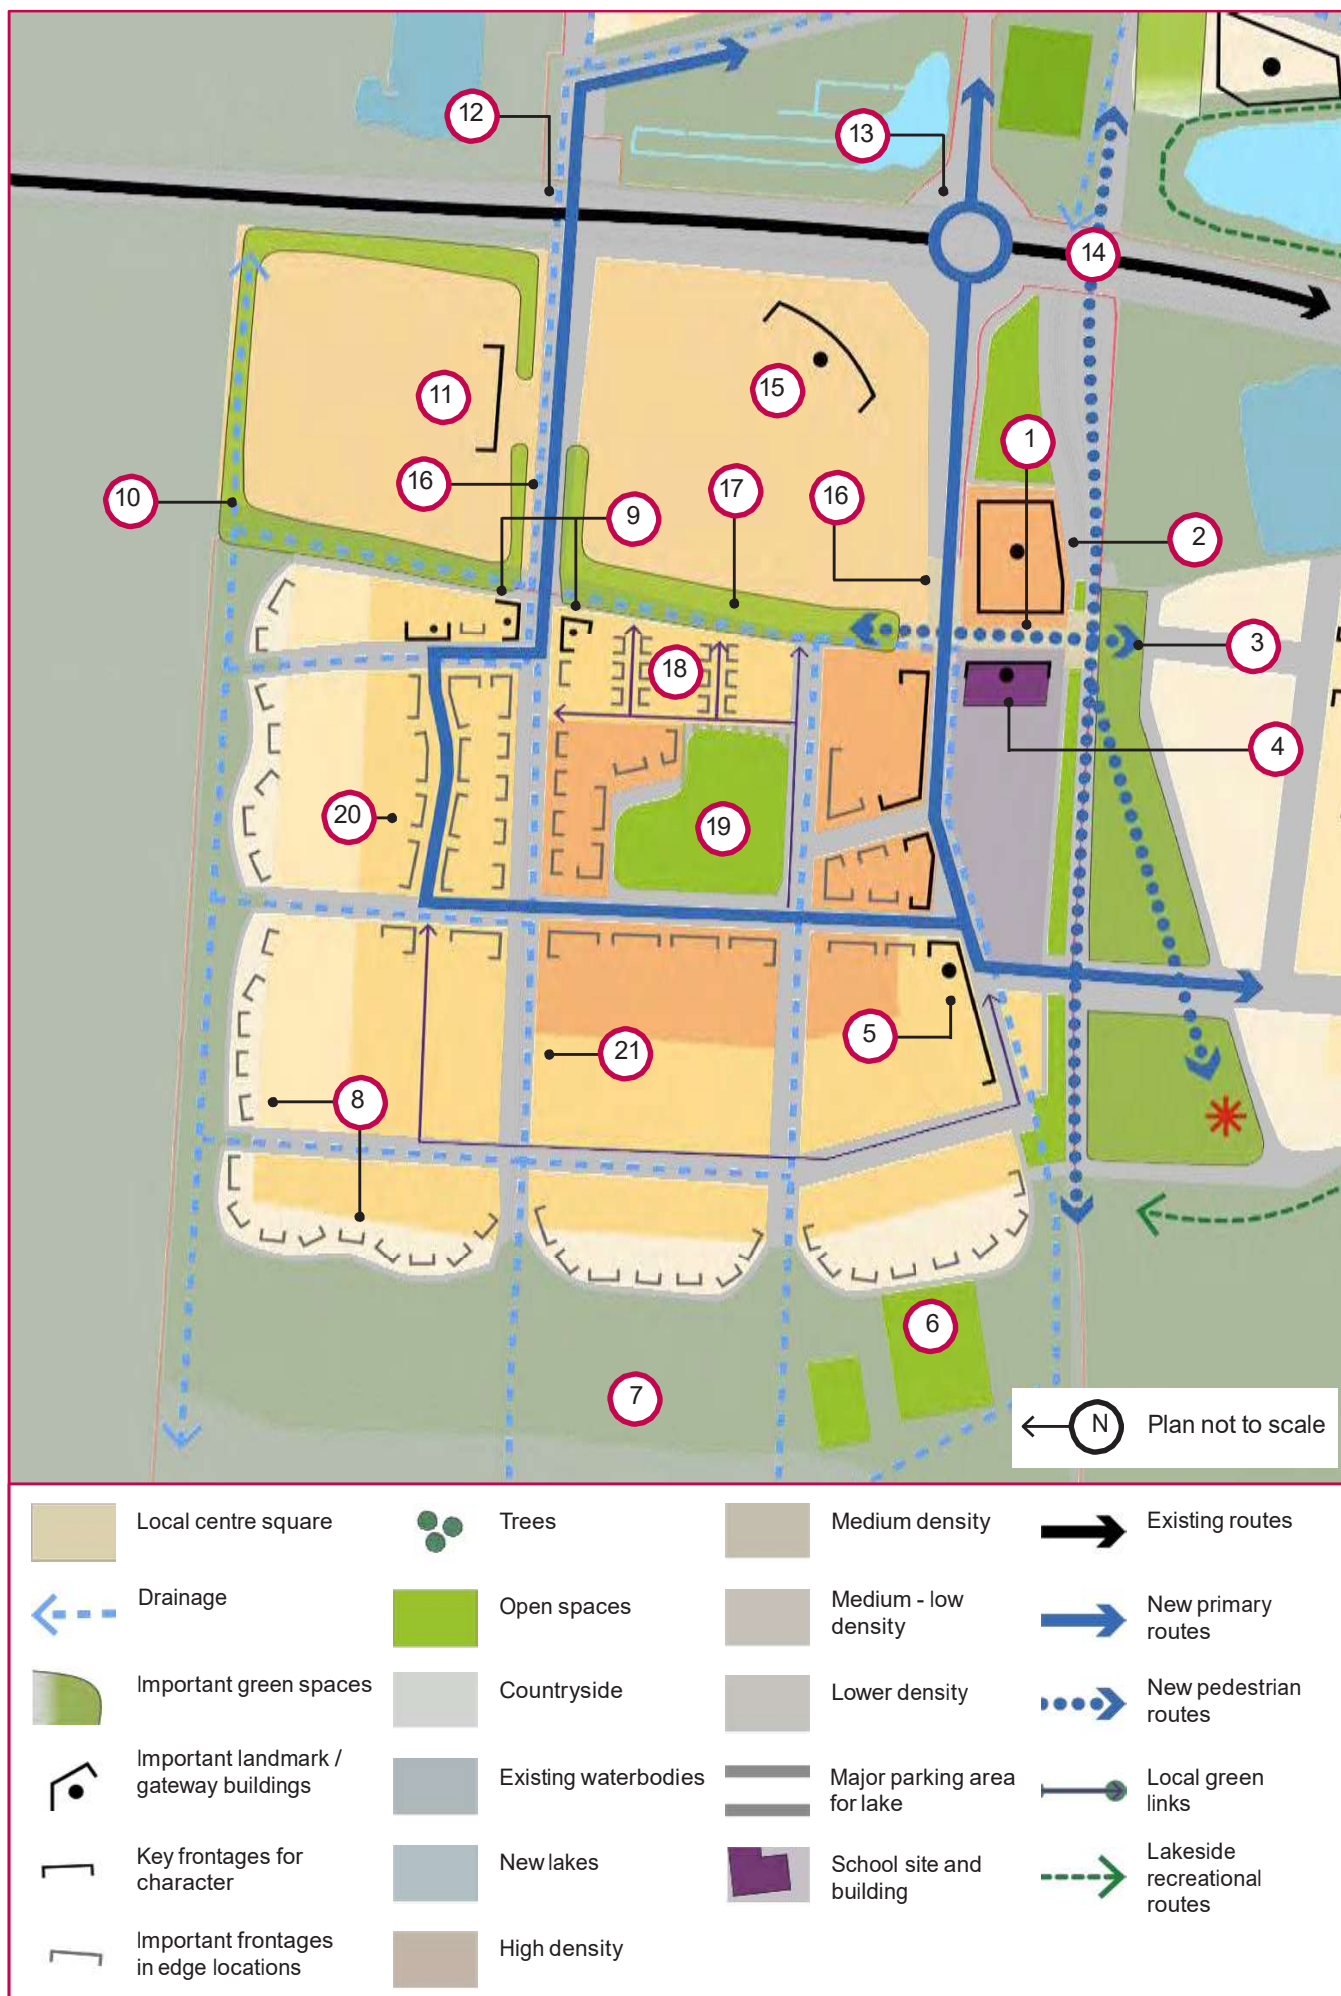 12
13
14
15
11
1
16
17
16
10
9
2
3
18
4
20
19
5
21
8
6
7
N
Plan not to scale
Local centre square
Drainage
Important green spaces
Important landmark /
gateway buildings
Key frontages for
character
Important frontages
in edge locations
Trees
Open spaces
Countryside
Existing waterbodies
New lakes
High density
Medium density
Medium - low
density
Lower density
Major parking area
for lake
School site and
building
Existing routes
New primary
routes
New pedestrian
routes
Local green
links
Lakeside
recreational
routes